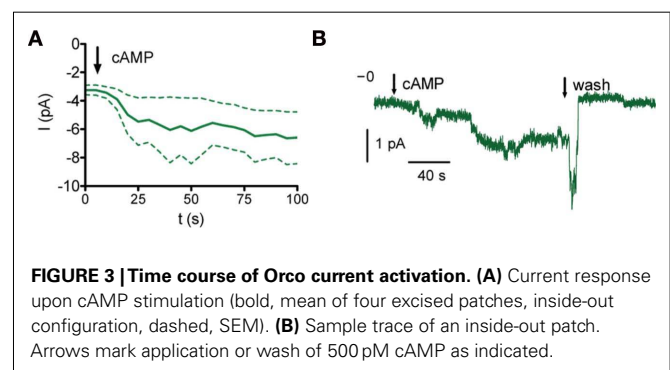 A
cAMP
0
-2
-4
-6
-8
-10
I (pA)
0 25 50 75 100
t (s)
B
−0
cAMP
wash
1 pA
40 s
FIGURE 3 | Time course of Orco current activation. (A) Current response
upon cAMP stimulation (bold, mean of four excised patches, inside-out
configuration, dashed, SEM). (B) Sample trace of an inside-out patch.
Arrows mark application or wash of 500 pM cAMP as indicated.